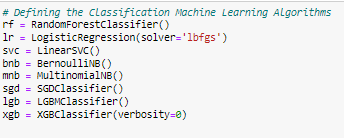 # Defining the Classification Machine Learning Algorithms
rf = RandomForestClassifier()
lr = LogisticRegression(solver='lbfgs')
svc = LinearSVC()
bnb = BernoulliNB()
mnb = MultinomialNB()
sgd = SGDClassifier()
lgb = LGBMClassifier()
xgb = XGBClassifier(verbosity=0)